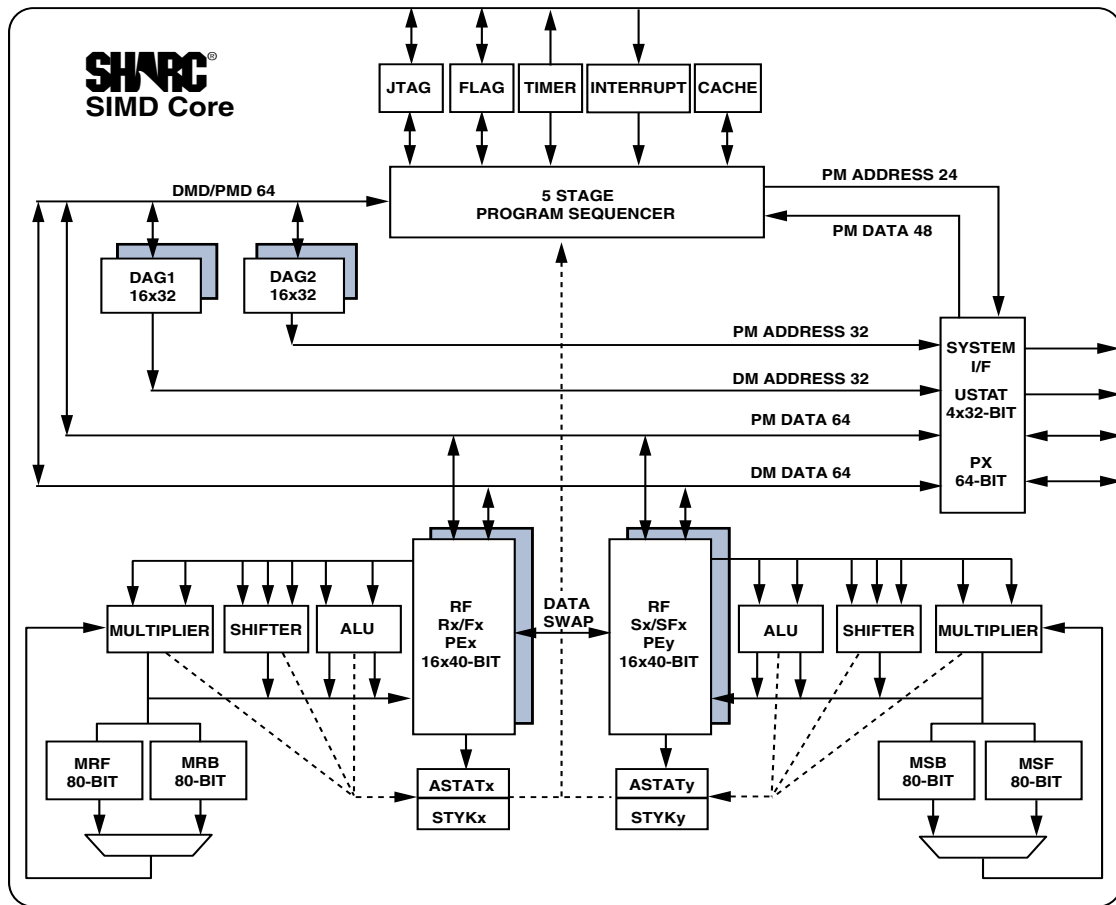 SHARC®
SIMD Core
JTAG
FLAG
TIMER
INTERRUPT
CACHE
5 STAGE
PROGRAM SEQUENCER
PM ADDRESS 24
PM DATA 48
DMD/PMD 64
DAG1
16x32
DAG2
16x32
PM ADDRESS 32
DM ADDRESS 32
PM DATA 64
DM DATA 64
SYSTEM
I/F
USTAT
4x32-BIT
PX
64-BIT
MULTIPLIER
SHIFTER
ALU
RF
Rx/Fx
PEx
16x40-BIT
DATA
SWAP
RF
Sx/SFx
PEy
16x40-BIT
ALU
SHIFTER
MULTIPLIER
MRF
80-BIT
MRB
80-BIT
ASTATx
STYKx
ASTATy
STYKy
MSB
80-BIT
MSF
80-BIT